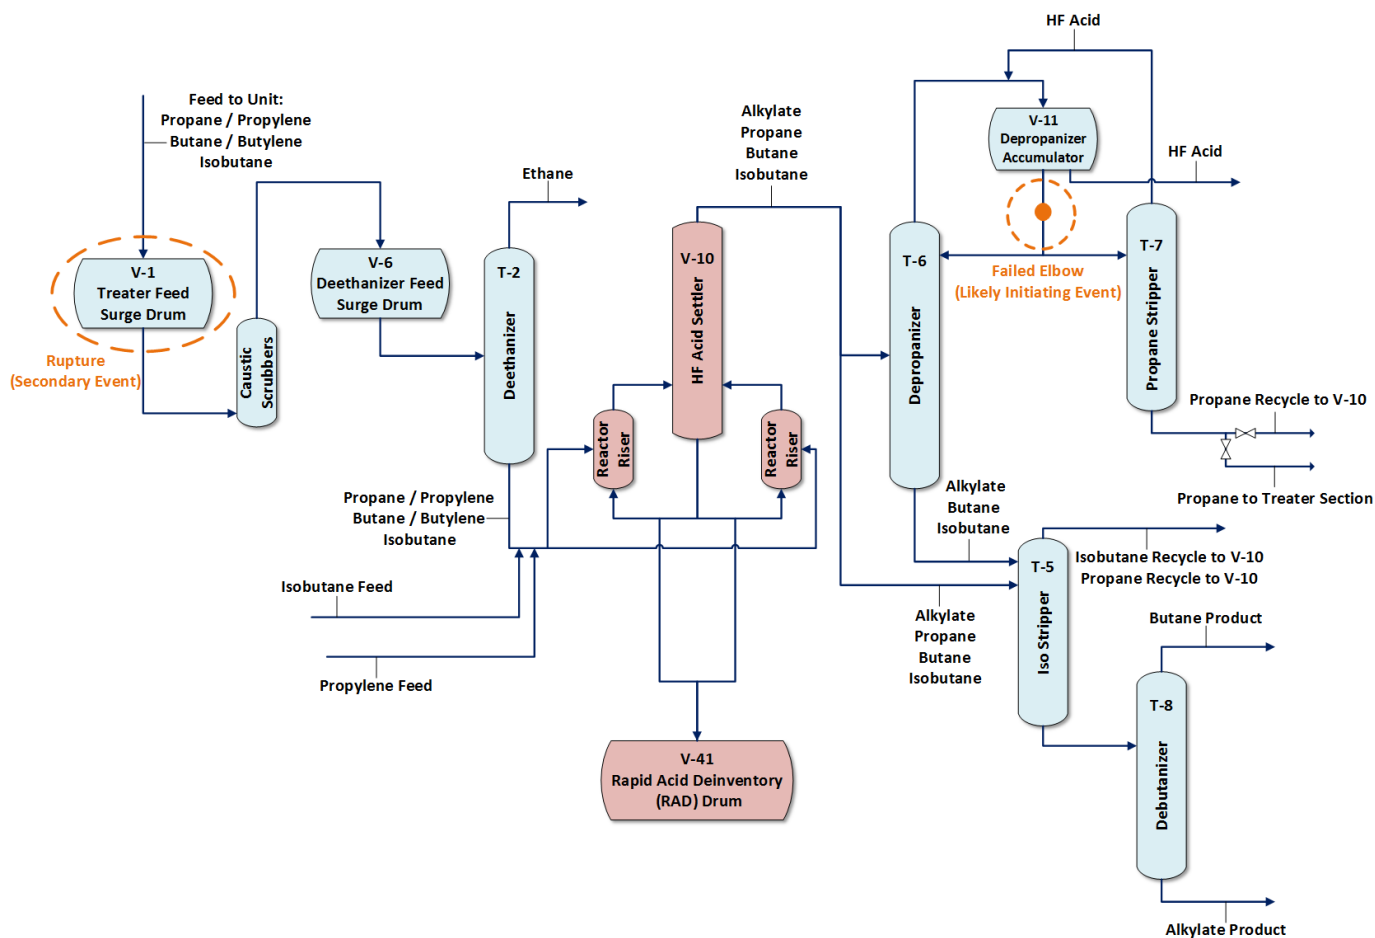 HF Acid
Feed to Unit:
Propane / Propylene
Butane / Butylene
Isobutane
Alkylate
Propane
Butane
Isobutane
V-11
Depropanizer
Accumulator
HF Acid
Ethane
V-1
Treater Feed
Surge Drum
V-6
Deethanizer Feed
Surge Drum
T-2
Deethanizer
V-10
HF Acid Settler
T-6
Depropanizer
Failed Elbow
(Likely Initiating Event)
T-7
Propane Stripper
Rupture
(Secondary Event)
Caustic
Scrubbers
Reactor
Riser
Reactor
Riser
Propane Recycle to V-10
Propane to Treater Section
Propane / Propylene
Butane / Butylene
Isobutane
Alkylate
Butane
Isobutane
Isobutane Feed
Propylene Feed
T-5
Iso Stripper
Isobutane Recycle to V-10
Propane Recycle to V-10
Alkylate
Propane
Butane
Isobutane
Butane Product
T-8
Debutanizer
V-41
Rapid Acid Deinventory
(RAD) Drum
Alkylate Product